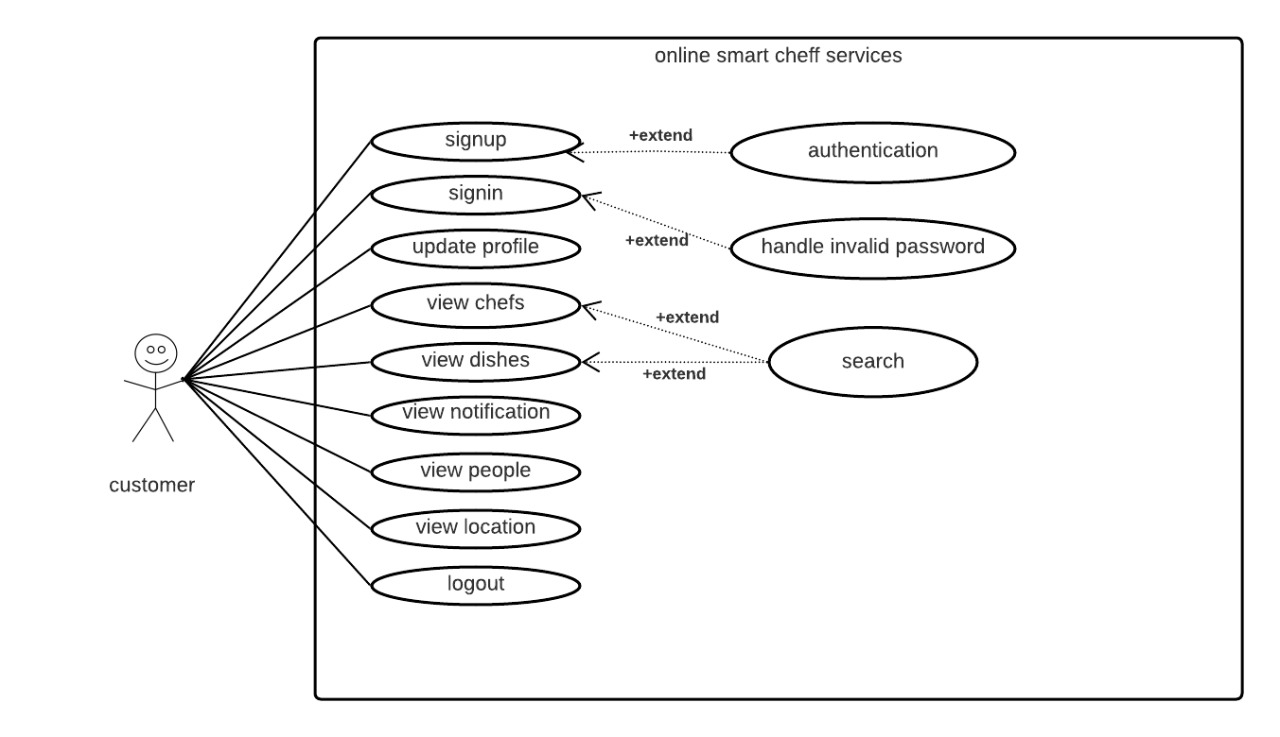 online smart cheff services
signup
+extend
authentication
signin
+extend
handle invalid password
update profile
view chefs
+extend
search
view dishes
+extend
view notification
view people
view location
logout
customer